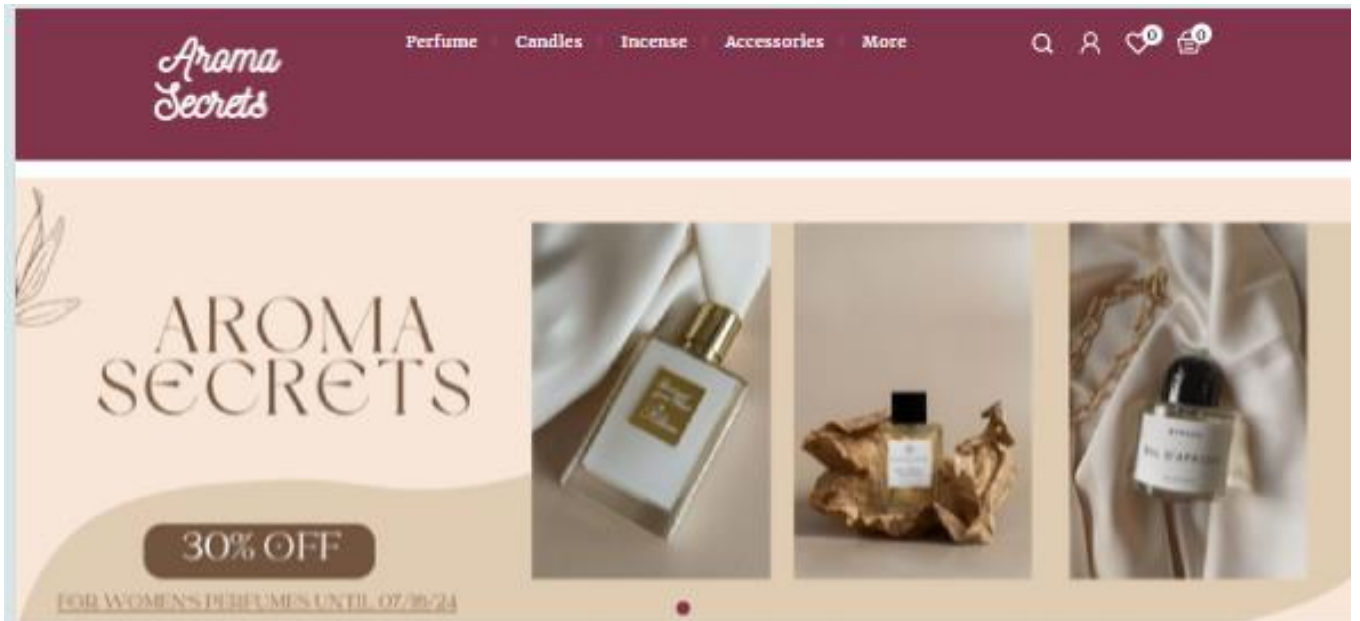 Aroma
Secrets
Perfume Candles Incense Accessories More
0 0
AROMA
SECRETS
30% OFF
FOR WOMEN'S PERFUMES UNTIL 07/16/24